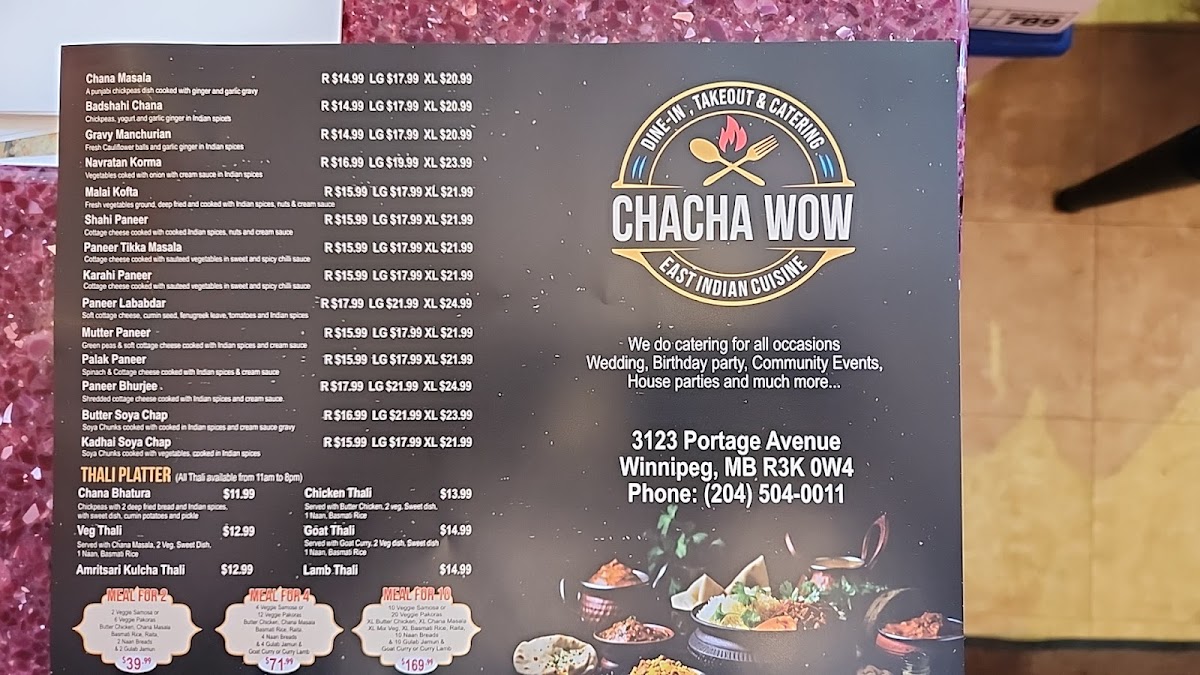 789
Chana Masala R $14.99 LG $17.99 XL $20.99
A punjabi chickpeas dish cooked with ginger and garlic gravy
Badshahi Chana R $14.99 LG $17.99 XL $20.99
Chickpeas, yogurt and garlic ginger in Indian spices
Gravy Manchurian R $14.99 LG $17.99 XL $20.99
Fresh Cauliflower balls and garlic ginger in Indian spices
Navratan Korma R $16.99 LG $19.99 XL $23.99
Vegetables coked with onion with cream sauce in Indian spices
Malai Kofta R $15.99 LG $17.99 XL $21.99
Fresh vegetables ground, deep fried and cooked with Indian spices, nuts & cream sauce
Shahi Paneer R $15.99 LG $17.99 XL $21.99
Cottage cheese cooked with cooked Indian spices, nuts and cream sauce
Paneer Tikka Masala R $15.99 LG $17.99 XL $21.99
Cottage cheese cooked with sauteed vegetables in sweet and spicy chilli sauce
Karahi Paneer R $15.99 LG $17.99 XL $21.99
Cottage cheese cooked with sauteed vegetables in sweet and spicy chilli sauce
Paneer Lababdar R $17.99 LG $21.99 XL $24.99
Soft cottage cheese, cumin seed, fenugreek leave, tomatoes and Indian spices
Mutter Paneer R $15.99 LG $17.99 XL $21.99
Green peas & soft cottage cheese cooked with Indian spices and cream sauce
Palak Paneer R $15.99 LG $17.99 XL $21.99
Spinach & Cottage cheese cooked with Indian spices & cream sauce
Paneer Bhurjee R $17.99 LG $21.99 XL $24.99
Shredded cottage cheese cooked with Indian spices and cream sauce.
Butter Soya Chap R $16.99 LG $21.99 XL $23.99
Soya Chunks cooked with cooked in Indian spices and cream sauce gravy
Kadhai Soya Chap R $15.99 LG $17.99 XL $21.99
Soya Chunks cooked with vegetables, cooked in Indian spices
THALI PLATTER (All Thali available from 11am to 8pm)
Chana Bhatura $11.99
Chickpeas with 2 deep fried bread and Indian spices,
with sweet dish, cumin potatoes and pickle
Veg Thali $12.99
Served with Chana Masala, 2 Veg, Sweet Dish,
1 Naan, Basmati Rice
Amritsari Kulcha Thali $12.99
Chicken Thali $13.99
Served with Butter Chicken, 2 veg, Sweet dish,
1 Naan, Basmati Rice
Goat Thali $14.99
Served with Goat Curry, 2 Veg dish, Sweet dish
1 Naan, Basmati Rice
Lamb Thali $14.99
MEAL FOR 2
2 Veggie Samosa or
6 Veggie Pakoras
Butter Chicken, Chana Masala
Basmati Rice, Raita,
2 Naan Breads
& 2 Gulab Jamun
$39.99
MEAL FOR 4
4 Veggie Samosa or
12 Veggie Pakoras
Butter Chicken, Chana Masala
Basmati Rice, Raita,
4 Naan Breads
& 4 Gulab Jamun &
Goat Curry or Curry Lamb
$71.99
MEAL FOR 10
10 Veggie Samosa or
20 Veggie Pakoras
XL Butter Chicken, XL Chana Masala
XL Mix Veg, XL Basmati Rice, Raita,
10 Naan Breads
& 10 Gulab Jamun &
Goat Curry or Curry Lamb
$169.99
DINE-IN, TAKEOUT & CATERING
CHACHA WOW
EAST INDIAN CUISINE
We do catering for all occasions
Wedding, Birthday party, Community Events,
House parties and much more...
3123 Portage Avenue
Winnipeg, MB R3K 0W4
Phone: (204) 504-0011